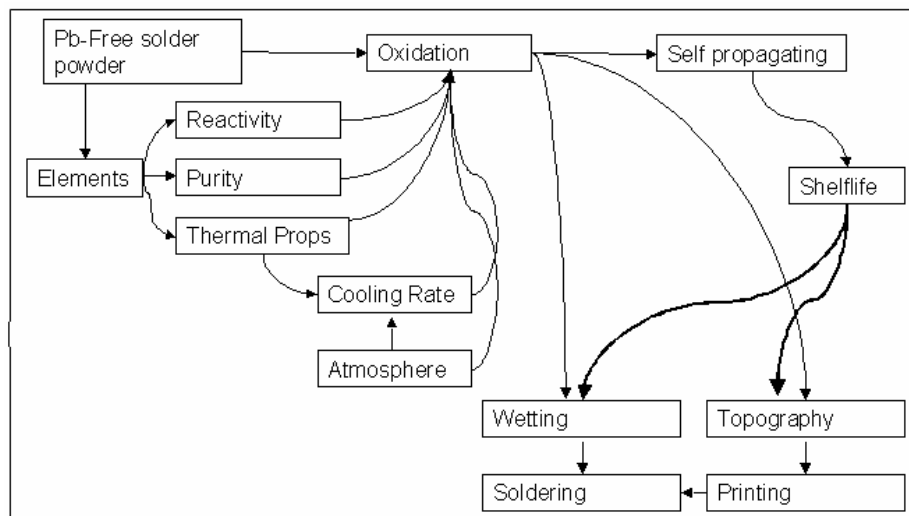 Pb-Free solder
powder
Oxidation
Self propagating
Reactivity
Elements
Purity
Shelflife
Thermal Props
Cooling Rate
Atmosphere
Wetting
Topography
Soldering
Printing